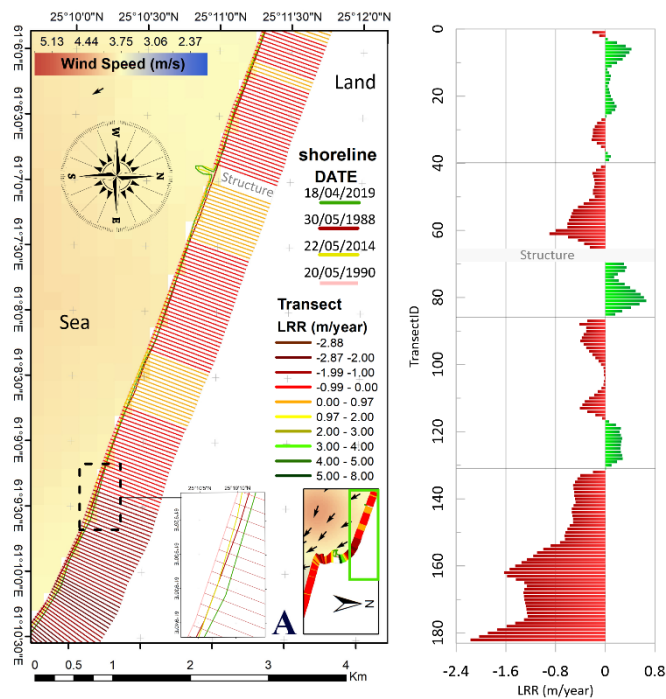 25°10'0"N 25°10'30"N 25°11'0"N 25°12'0"N
5.13 4.44 3.75 3.06 2.37
Wind Speed (m/s)
61°6'0"E
61°6'30"E
61°7'0"E
61°7'30"E
61°8'0"E
61°8'30"E
61°9'0"E
61°9'30"E
61°10'0"E
61°10'30"E
Land
W
S N
E
Structure
Sea
shoreline
DATE
18/04/2019
30/05/1988
22/05/2014
20/05/1990
Transect
LRR (m/year)
-2.88
-2.87 -2.00
-1.99 -1.00
-0.99 - 0.00
0.00 - 0.97
0.97 - 2.00
2.00 - 3.00
3.00 - 4.00
4.00 - 5.00
5.00 - 8.00
A
N
0 0.5 1 2 3 4
Km
0
20
40
60
80
100
120
140
160
180
TransectID
Structure
-2.4 -1.6 -0.8 0 0.8
LRR (m/year)